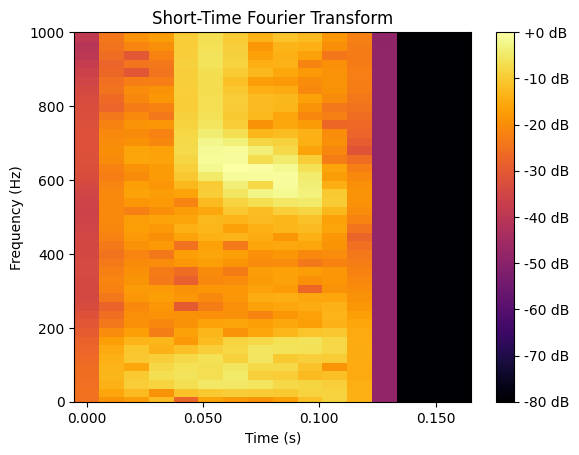 Short-Time Fourier Transform
1000
800
600
400
200
0
Frequency (Hz)
0.000
0.050
0.100
0.150
Time (s)
+0 dB
-10 dB
-20 dB
-30 dB
-40 dB
-50 dB
-60 dB
-70 dB
-80 dB